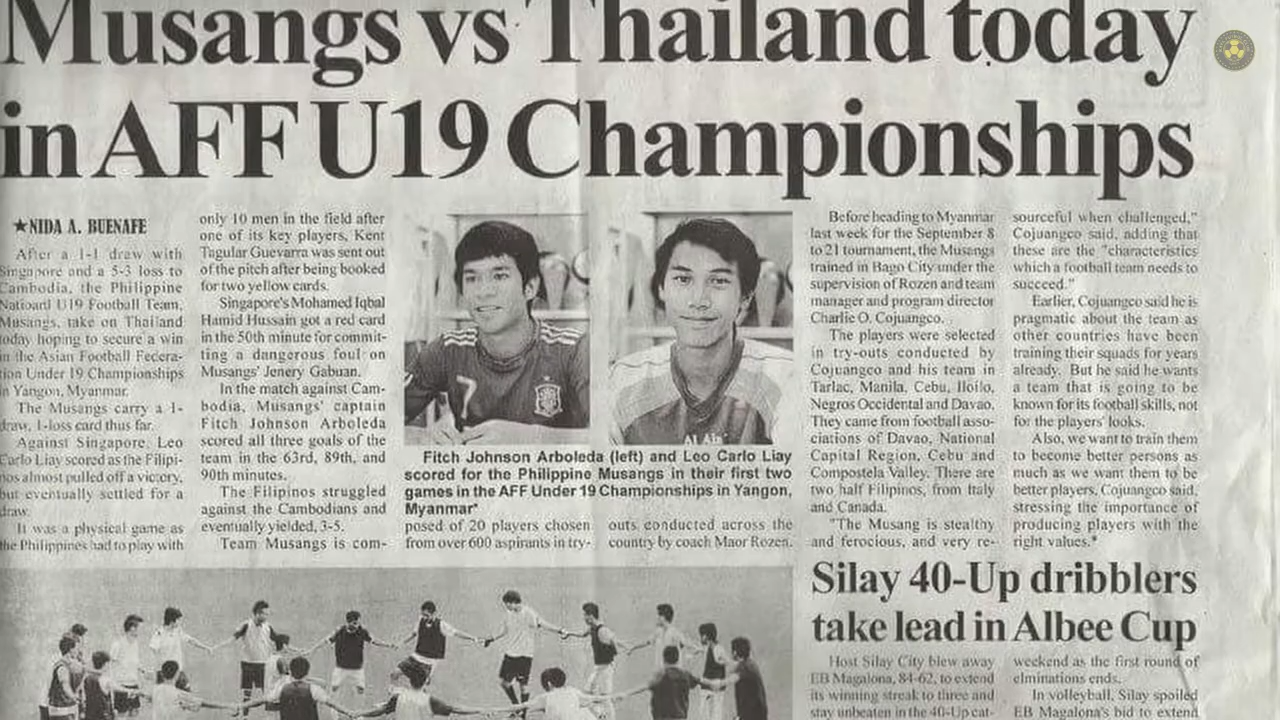 Musangs vs Thailand today
in AFF U19 Championships
★NIDA A. BUENAFE
After a 1-1 draw with
Singapore and a 5-3 loss to
Cambodia, the Philippine
National U19 Football Team,
Musangs, take on Thailand
today hoping to secure a win
in the Asian Football Federa-
tion Under 19 Championships
in Yangon, Myanmar.
The Musangs carry a 1-
draw, 1-loss card thus far.
Against Singapore, Leo
Carlo Liay scored as the Filipi-
nos almost pulled off a victory,
but eventually settled for a
draw.
It was a physical game as
the Philippines had to play with
only 10 men in the field after
one of its key players, Kent
Tagular Guevarra was sent out
of the pitch after being booked
for two yellow cards.
Singapore's Mohamed Iqbal
Hamid Hussain got a red card
in the 50th minute for commit-
ting a dangerous foul on
Musangs' Jenery Gabuan.
In the match against Cam-
bodia, Musangs' captain
Fitch Johnson Arboleda
scored all three goals of the
team in the 63rd, 89th, and
90th minutes.
The Filipinos struggled
against the Cambodians and
eventually yielded, 3-5.
Team Musangs is com-
7
Fitch Johnson Arboleda (left) and Leo Carlo Liay
scored for the Philippine Musangs in their first two
games in the AFF Under 19 Championships in Yangon,
Myanmar*
posed of 20 players chosen
from over 600 aspirants in try-
outs conducted across the
country by coach Maor Rozen.
Before heading to Myanmar
last week for the September 8
to 21 tournament, the Musangs
trained in Bago City under the
supervision of Rozen and team
manager and program director
Charlie O. Cojuangco.
The players were selected
in try-outs conducted by
Cojuangco and his team in
Tarlac, Manila, Cebu, Iloilo,
Negros Occidental and Davao.
They came from football asso-
ciations of Davao, National
Capital Region, Cebu and
Compostela Valley. There are
two half Filipinos, from Italy
and Canada.
"The Musang is stealthy
and ferocious, and very re-
sourceful when challenged,"
Cojuangco said, adding that
these are the "characteristics
which a football team needs to
succeed."
Earlier, Cojuangco said he is
pragmatic about the team as
other countries have been
training their squads for years
already. But he said he wants
a team that is going to be
known for its football skills, not
for the players' looks.
Also, we want to train them
to become better persons as
much as we want them to be
better players, Cojuangco said,
stressing the importance of
producing players with the
right values.*
Silay 40-Up dribblers
take lead in Albee Cup
Host Silay City blew away
EB Magalona, 84-62, to extend
its winning streak to three and
stay unbeaten in the 40-Up cat-
weekend as the first round of
elminations ends.
In volleyball, Silay spoiled
EB Magalona's bid to extend